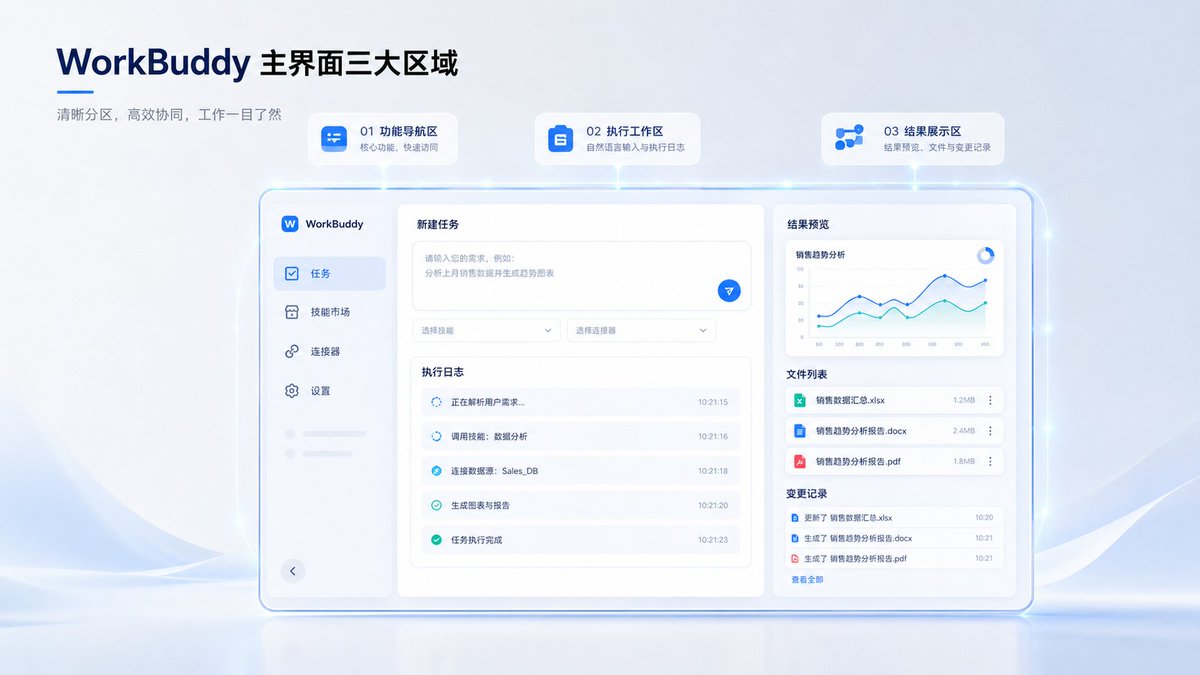 WorkBuddy 主界面三大区域
清晰分区，高效协同，工作一目了然
01 功能导航区
核心功能，快速访问
02 执行工作区
自然语言输入与执行日志
03 结果展示区
结果预览、文件与变更记录
W WorkBuddy
任务
技能市场
连接器
设置
新建任务
请输入您的需求，例如：
分析上月销售数据并生成趋势图表
选择技能
选择连接器
执行日志
正在解析用户需求... 10:21:15
调用技能：数据分析 10:21:16
连接数据源：Sales_DB 10:21:18
生成图表与报告 10:21:20
任务执行完成 10:21:23
结果预览
销售趋势分析
文件列表
销售数据汇总.xlsx 1.2MB
销售趋势分析报告.docx 2.4MB
销售趋势分析报告.pdf 1.8MB
变更记录
更新了 销售数据汇总.xlsx 10:20
生成了 销售趋势分析报告.docx 10:21
生成了 销售趋势分析报告.pdf 10:21
查看全部